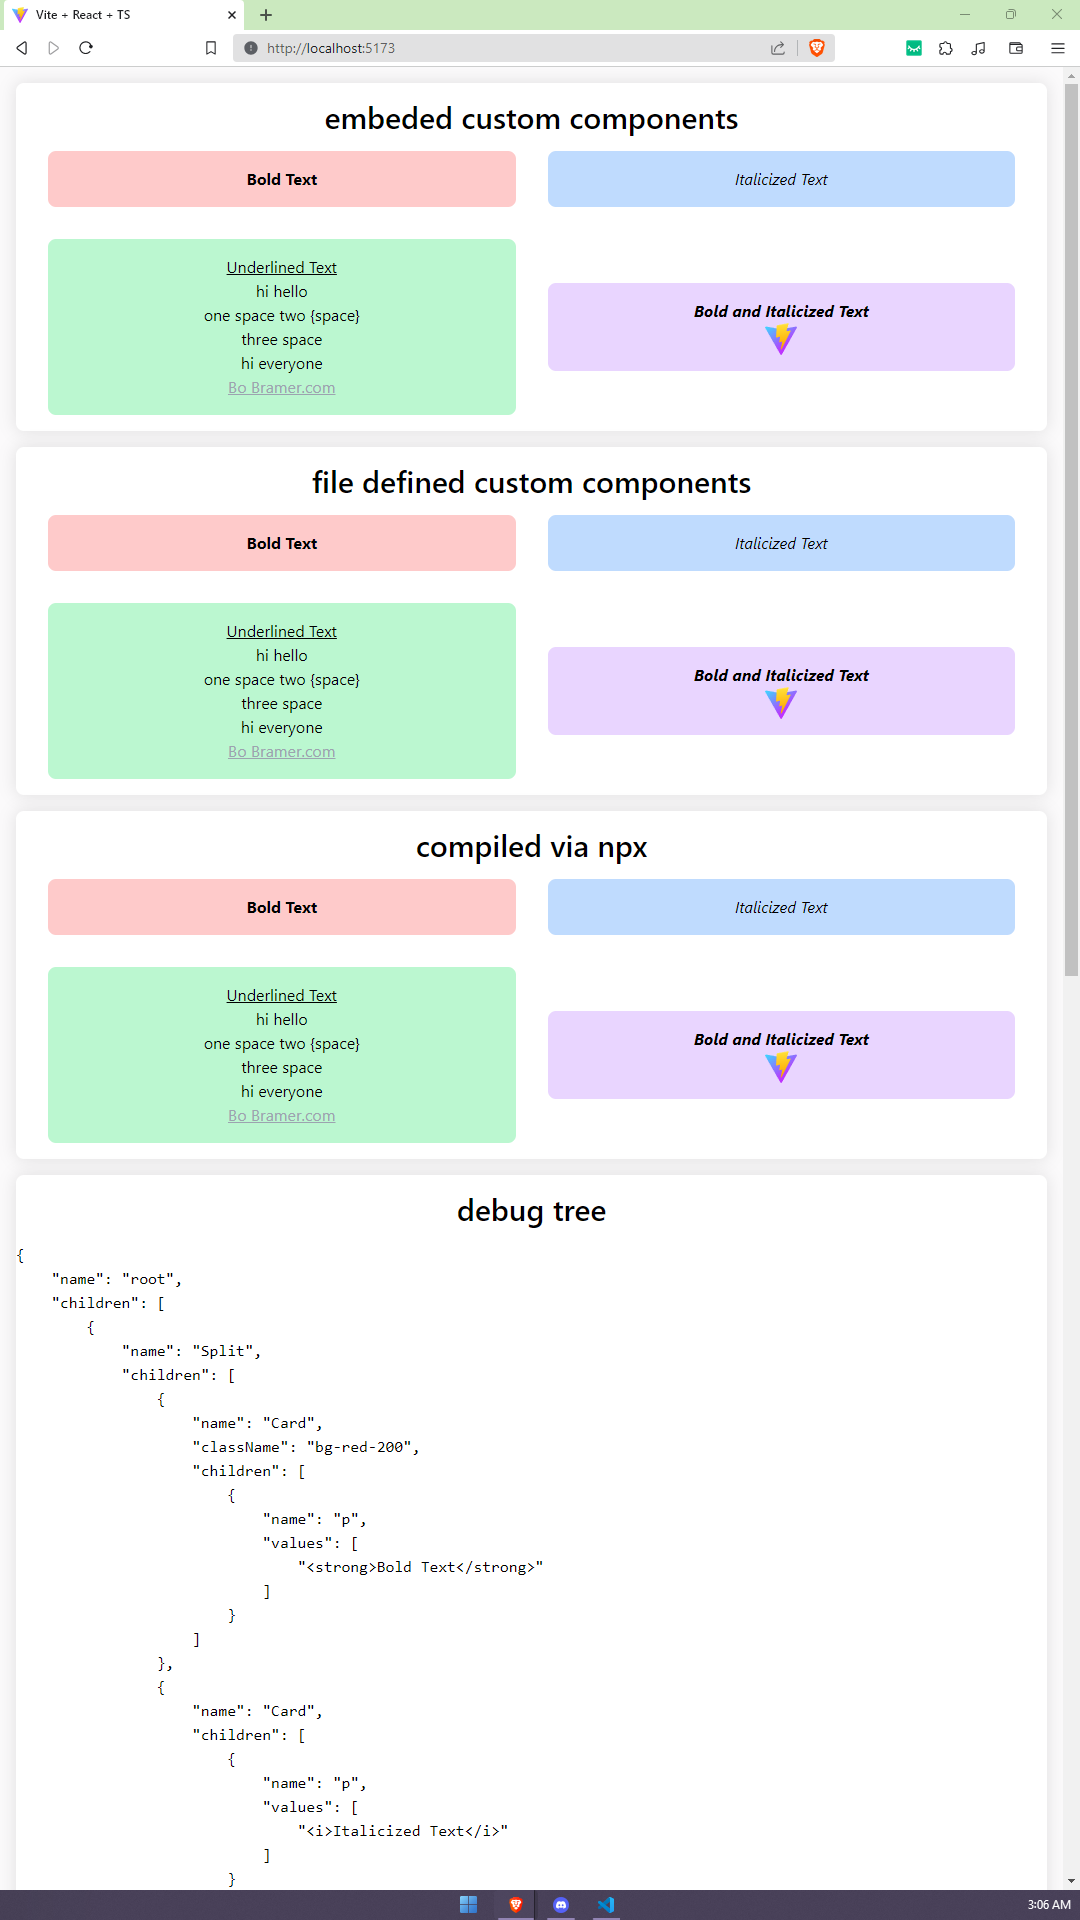 Vite + React + TS
http://localhost:5173
embeded custom components
Bold Text
Italicized Text
Underlined Text
hi hello
one space two {space}
three space
hi everyone
Bo Bramer.com
Bold and Italicized Text
file defined custom components
Bold Text
Italicized Text
Underlined Text
hi hello
one space two {space}
three space
hi everyone
Bo Bramer.com
Bold and Italicized Text
compiled via npx
Bold Text
Italicized Text
Underlined Text
hi hello
one space two {space}
three space
hi everyone
Bo Bramer.com
Bold and Italicized Text
debug tree
{
    "name": "root",
    "children": [
        {
            "name": "Split",
            "children": [
                {
                    "name": "Card",
                    "className": "bg-red-200",
                    "children": [
                        {
                            "name": "p",
                            "values": [
                                "<strong>Bold Text</strong>"
                            ]
                        }
                    ]
                },
                {
                    "name": "Card",
                    "children": [
                        {
                            "name": "p",
                            "values": [
                                "<i>Italicized Text</i>"
                            ]
                        }
3:06 AM